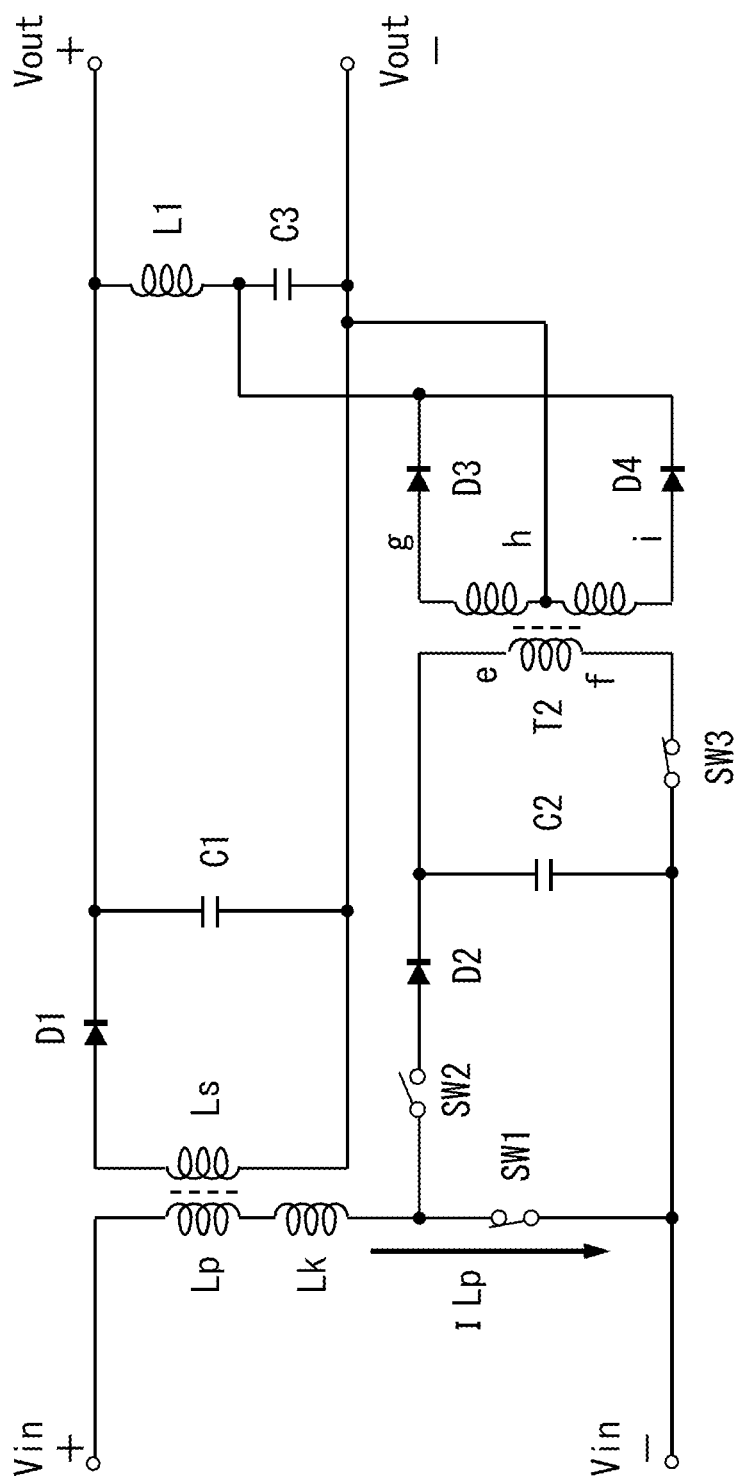 Vin +
Vin −
Lp
Lk
I Lp
Ls
D1
C1
SW1
SW2
D2
C2
SW3
T2
e
f
g
h
i
D3
D4
L1
C3
Vout +
Vout −